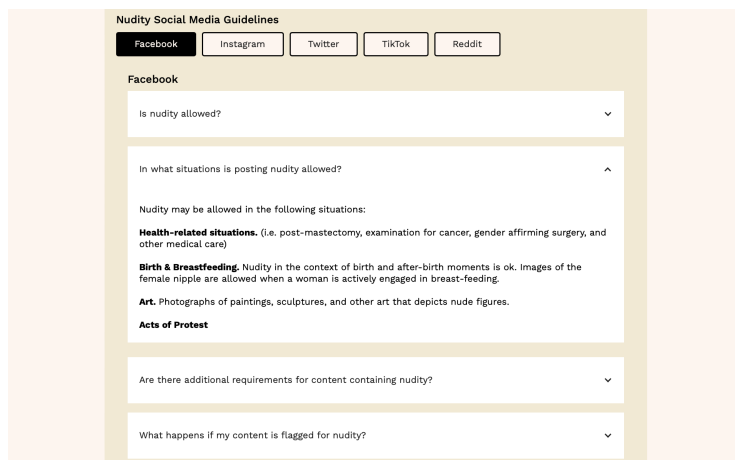 Nudity Social Media Guidelines
Facebook
Instagram
Twitter
TikTok
Reddit
Facebook
Is nudity allowed?
In what situations is posting nudity allowed?
Nudity may be allowed in the following situations:
Health-related situations. (i.e. post-mastectomy, examination for cancer, gender affirming surgery, and
other medical care)
Birth & Breastfeeding. Nudity in the context of birth and after-birth moments is ok. Images of the
female nipple are allowed when a woman is actively engaged in breast-feeding.
Art. Photographs of paintings, sculptures, and other art that depicts nude figures.
Acts of Protest
Are there additional requirements for content containing nudity?
What happens if my content is flagged for nudity?